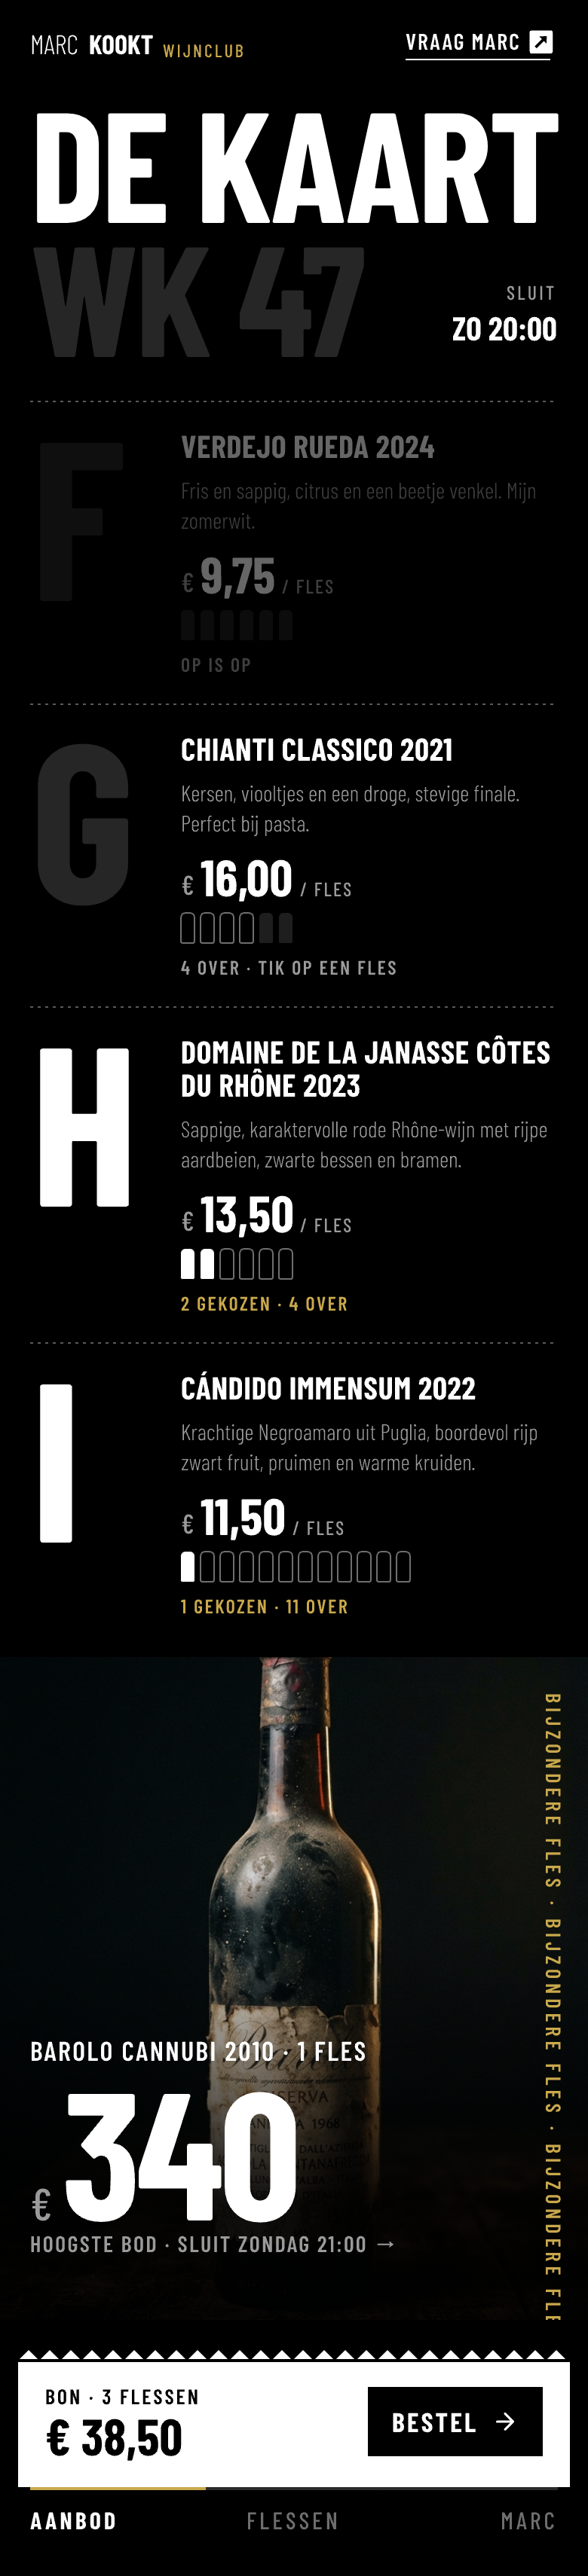 MARC KOOKT WIJNCLUB
VRAAG MARC
DE KAART
WK 47
SLUIT
ZO 20:00
F
VERDEJO RUEDA 2024
Fris en sappig, citrus en een beetje venkel. Mijn
zomerwit.
€ 9,75 / FLES
OP IS OP
G
CHIANTI CLASSICO 2021
Kersen, viooltjes en een droge, stevige finale.
Perfect bij pasta.
€ 16,00 / FLES
4 OVER · TIK OP EEN FLES
H
DOMAINE DE LA JANASSE CÔTES
DU RHÔNE 2023
Sappige, karaktervolle rode Rhône-wijn met rijpe
aardbeien, zwarte bessen en bramen.
€ 13,50 / FLES
2 GEKOZEN · 4 OVER
I
CÁNDIDO IMMENSUM 2022
Krachtige Negroamaro uit Puglia, boordevol rijp
zwart fruit, pruimen en warme kruiden.
€ 11,50 / FLES
1 GEKOZEN · 11 OVER
BIJZONDERE FLES · BIJZONDERE FLES · BIJZONDERE FLE
BAROLO CANNUBI 2010 · 1 FLES
€ 340
HOOGSTE BOD · SLUIT ZONDAG 21:00 →
BON · 3 FLESSEN
€ 38,50
BESTEL →
AANBOD
FLESSEN
MARC